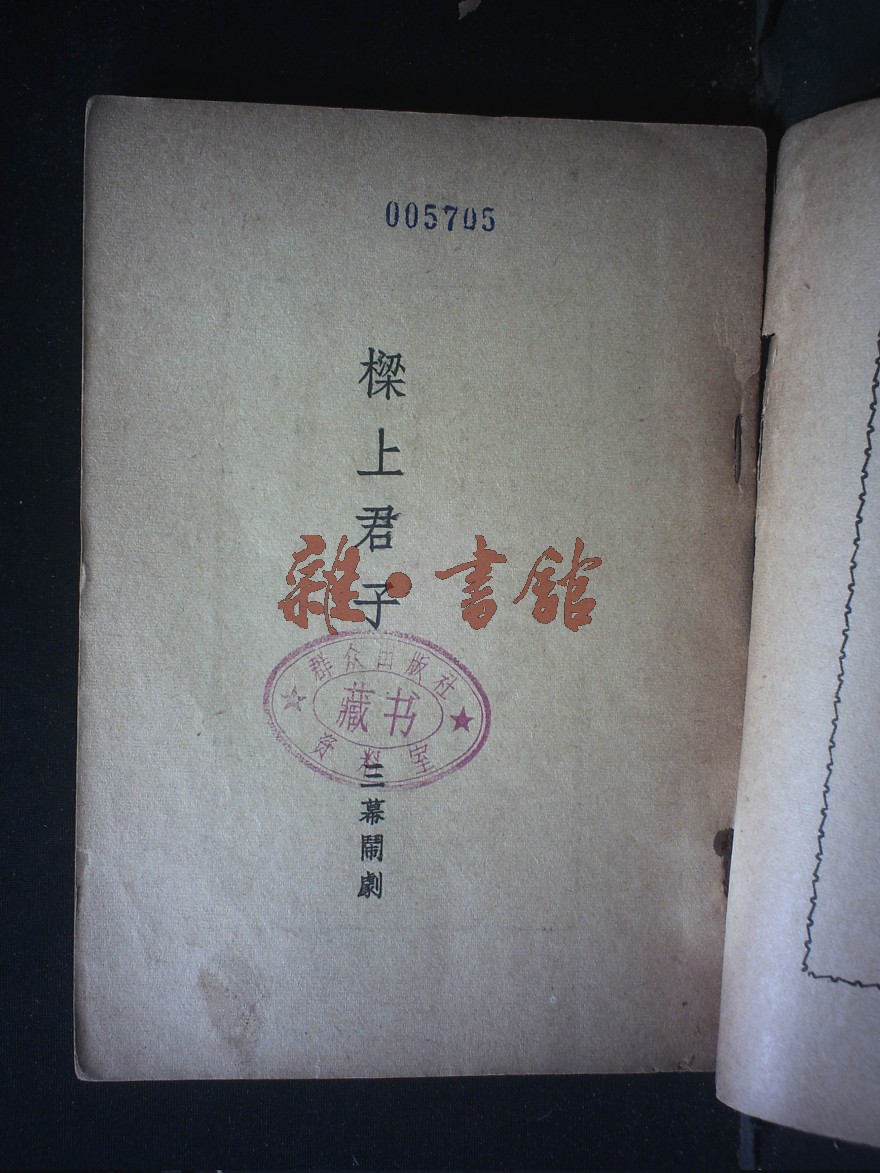 005705
樑上君子
雜·書館
群众出版社
藏书
资料室
三幕鬧劇